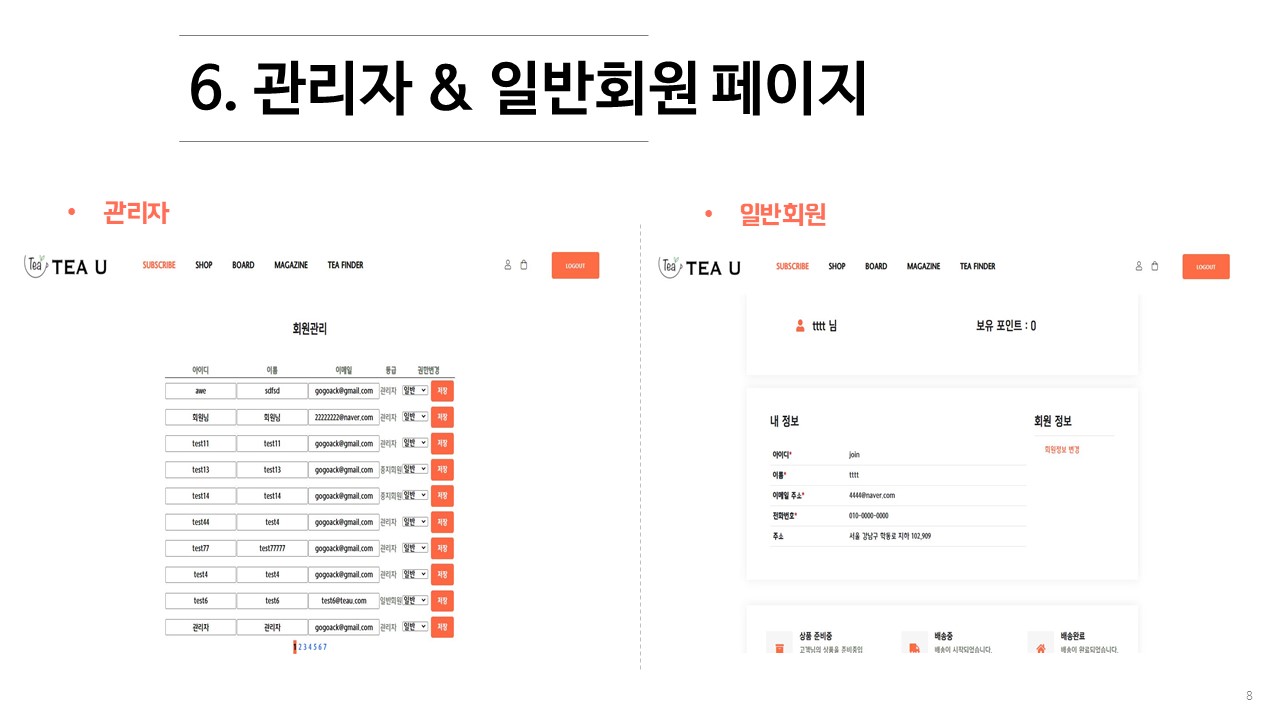 6. 관리자 & 일반회원 페이지
• 관리자
Tea TEA U SUBSCRIBE SHOP BOARD MAGAZINE TEA FINDER LOGOUT
회원관리
아이디 이름 이메일 등급 권한변경
awe sdfsd gogoack@gmail.com 관리자 일반 저장
회원님 회원님 22222222@naver.com 관리자 일반 저장
test11 test11 gogoack@gmail.com 관리자 일반 저장
test13 test13 gogoack@gmail.com 중지회원 일반 저장
test14 test14 gogoack@gmail.com 중지회원 일반 저장
test44 test4 gogoack@gmail.com 관리자 일반 저장
test77 test77777 gogoack@gmail.com 관리자 일반 저장
test4 test4 gogoack@gmail.com 관리자 일반 저장
test6 test6 test6@teau.com 일반회원 일반 저장
관리자 관리자 gogoack@gmail.com 관리자 일반 저장
1 2 3 4 5 6 7
• 일반회원
Tea TEA U SUBSCRIBE SHOP BOARD MAGAZINE TEA FINDER LOGOUT
tttt 님 보유 포인트 : 0
내 정보
아이디* join
이름* tttt
이메일 주소* 4444@naver.com
전화번호* 010-0000-0000
주소 서울 강남구 학동로 지하 102,909
회원 정보
회원정보 변경
상품 준비중 배송중 배송완료
고객님의 상품을 준비중입 배송이 시작되었습니다. 배송이 완료되었습니다.
8